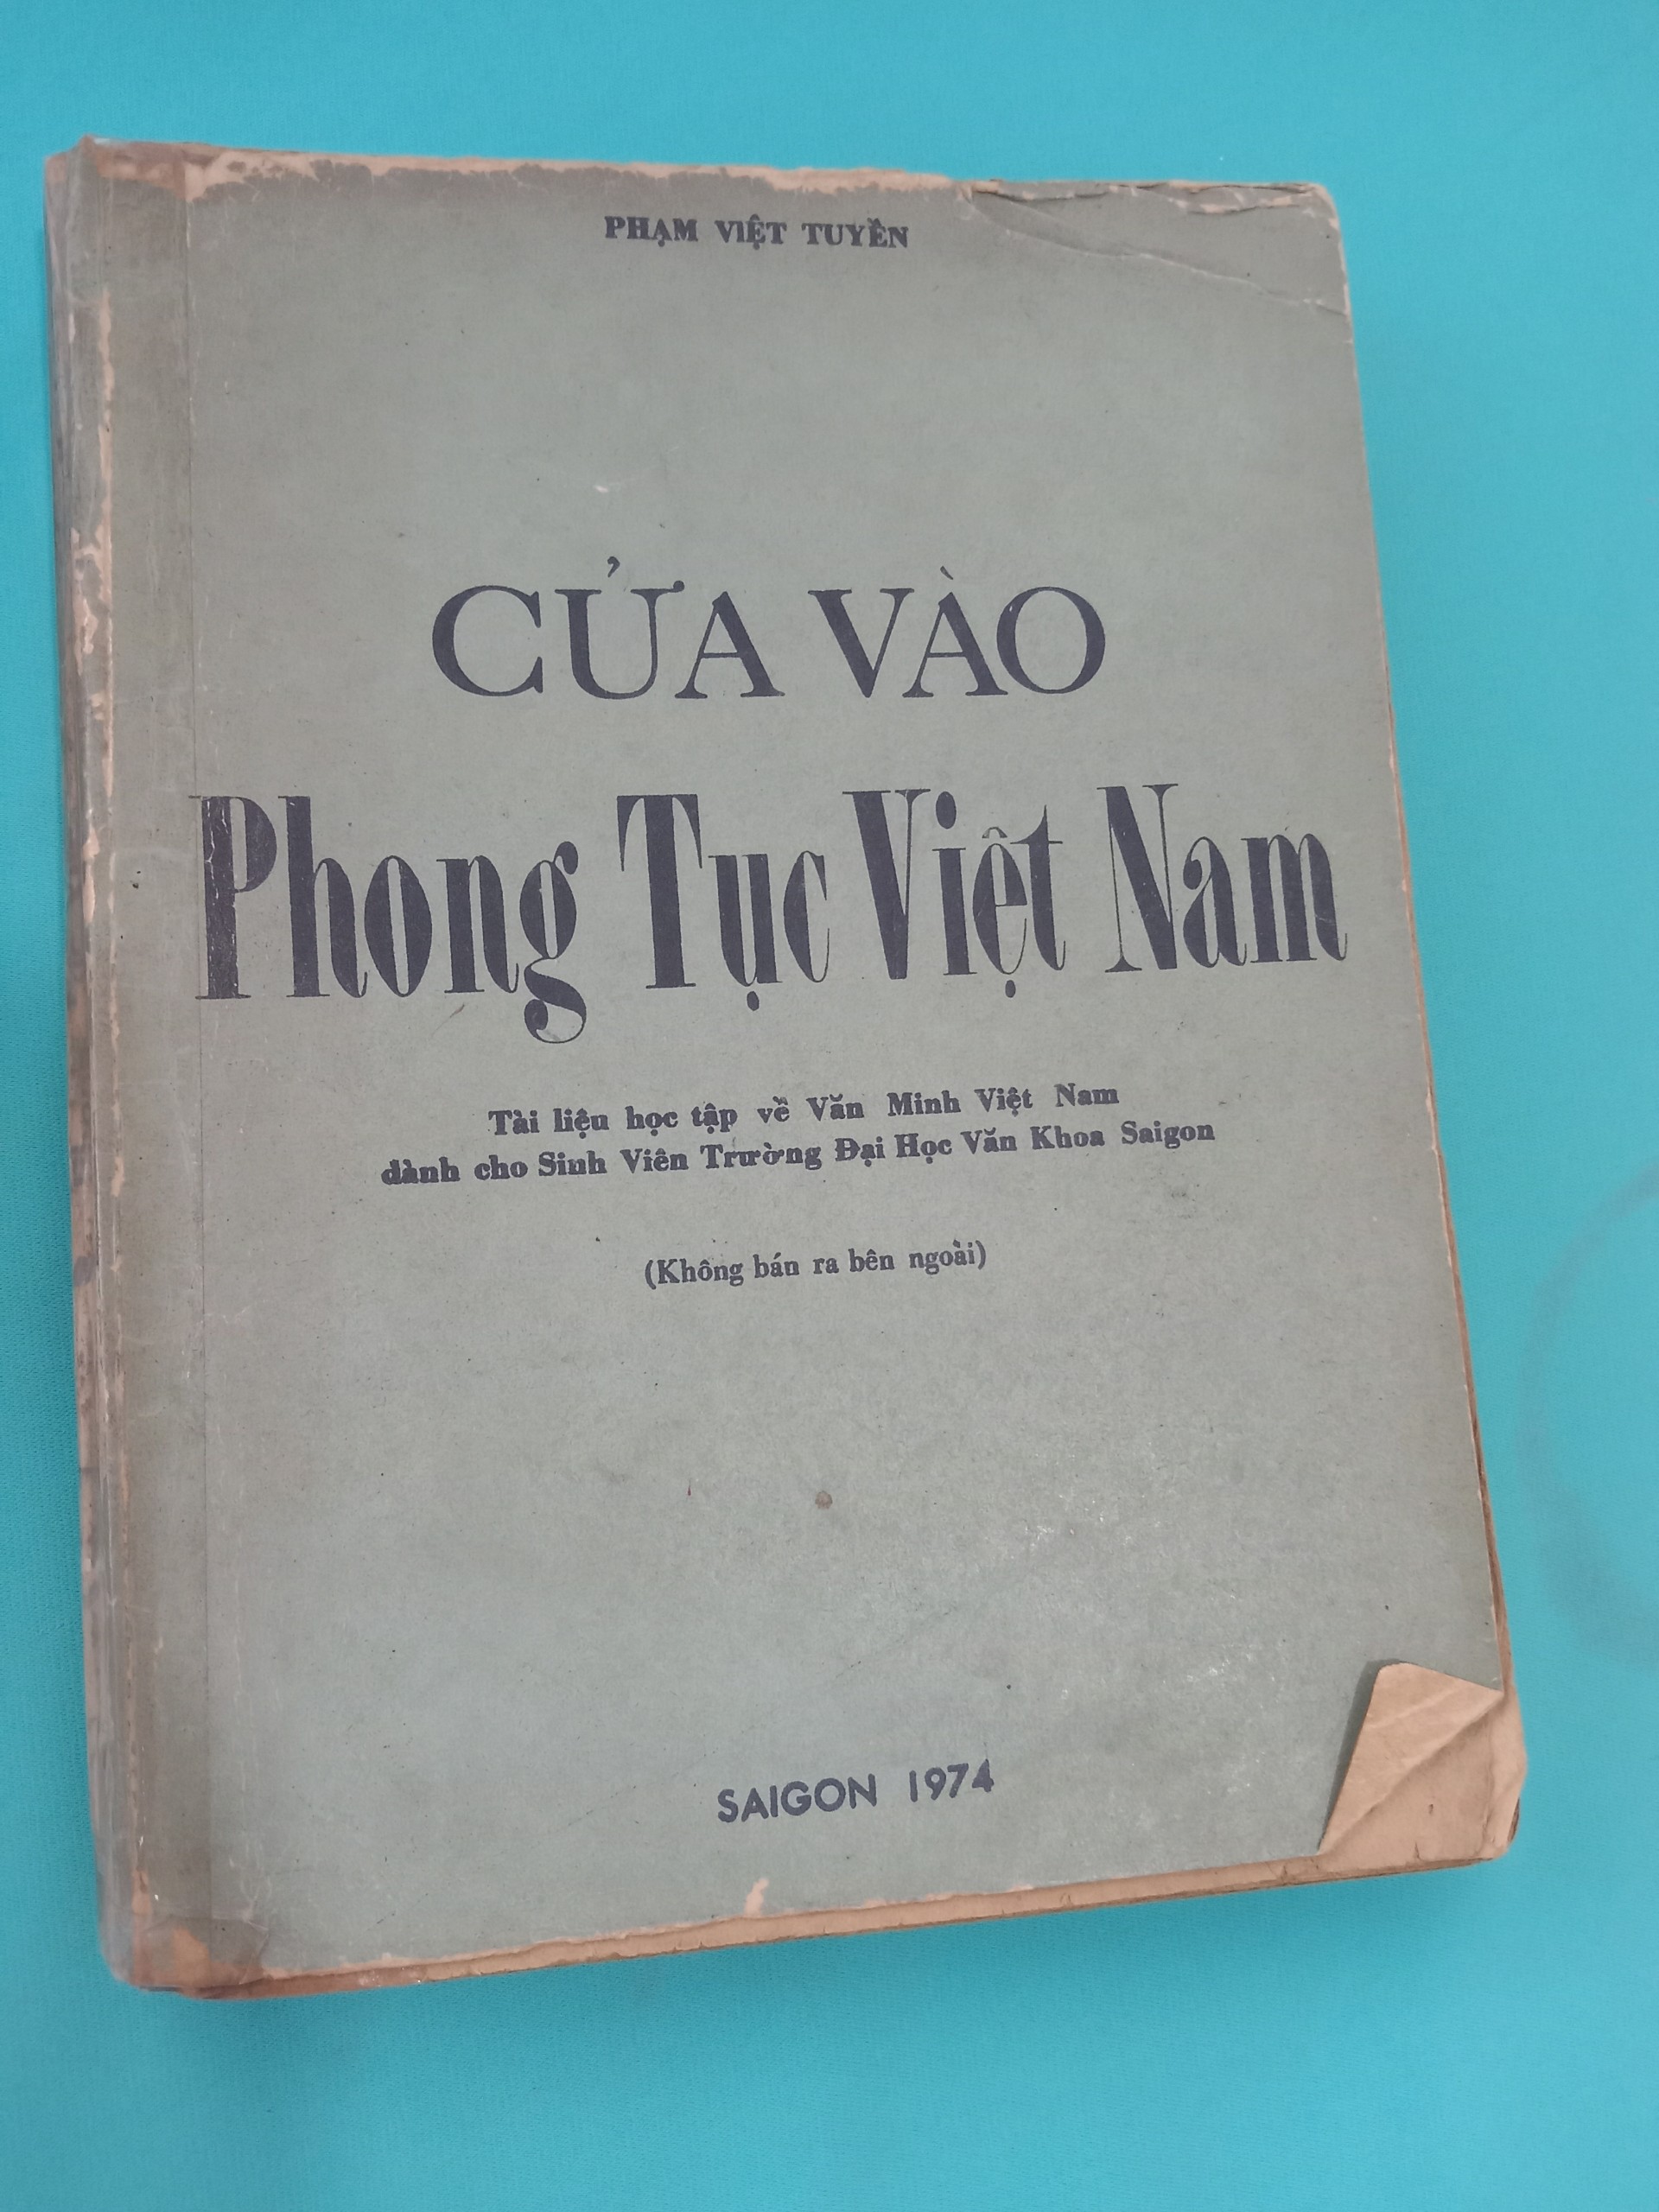 PHẠM VIỆT TUYỀN
CỬA VÀO
Phong Tục Việt Nam
Tài liệu học tập về Văn Minh Việt Nam
dành cho Sinh Viên Trường Đại Học Văn Khoa Saigon
(Không bán ra bên ngoài)
SAIGON 1974